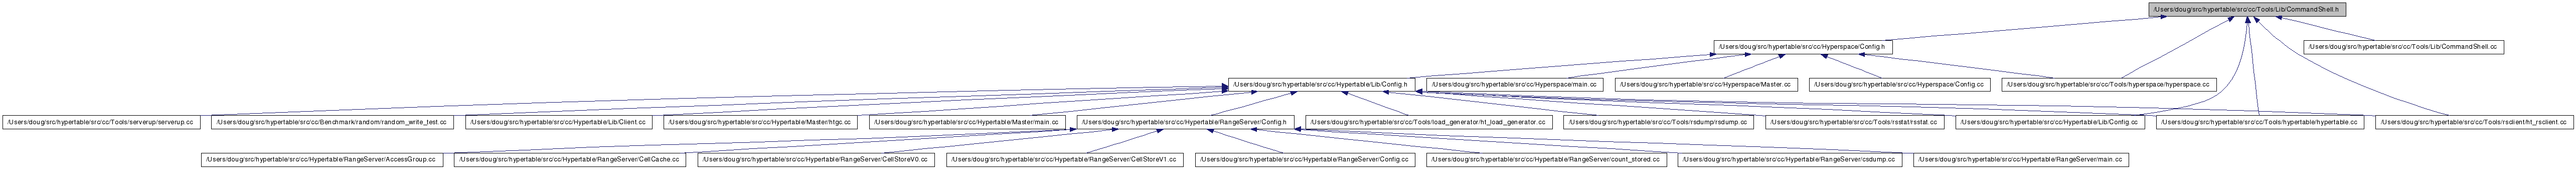 /Users/doug/src/hypertable/src/cc/Tools/Lib/CommandShell.h
/Users/doug/src/hypertable/src/cc/Hyperspace/Config.h
/Users/doug/src/hypertable/src/cc/Tools/Lib/CommandShell.cc
/Users/doug/src/hypertable/src/cc/Hypertable/Lib/Config.h
/Users/doug/src/hypertable/src/cc/Hyperspace/main.cc
/Users/doug/src/hypertable/src/cc/Hyperspace/Master.cc
/Users/doug/src/hypertable/src/cc/Hyperspace/Config.cc
/Users/doug/src/hypertable/src/cc/Tools/hyperspace/hyperspace.cc
/Users/doug/src/hypertable/src/cc/Tools/serverup/serverup.cc
/Users/doug/src/hypertable/src/cc/Benchmark/random/random_write_test.cc
/Users/doug/src/hypertable/src/cc/Hypertable/Lib/Client.cc
/Users/doug/src/hypertable/src/cc/Hypertable/Master/htgc.cc
/Users/doug/src/hypertable/src/cc/Hypertable/Master/main.cc
/Users/doug/src/hypertable/src/cc/Hypertable/RangeServer/Config.h
/Users/doug/src/hypertable/src/cc/Tools/load_generator/ht_load_generator.cc
/Users/doug/src/hypertable/src/cc/Tools/rsdump/rsdump.cc
/Users/doug/src/hypertable/src/cc/Tools/rsstat/rsstat.cc
/Users/doug/src/hypertable/src/cc/Hypertable/Lib/Config.cc
/Users/doug/src/hypertable/src/cc/Tools/hypertable/hypertable.cc
/Users/doug/src/hypertable/src/cc/Tools/rsclient/ht_rsclient.cc
/Users/doug/src/hypertable/src/cc/Hypertable/RangeServer/AccessGroup.cc
/Users/doug/src/hypertable/src/cc/Hypertable/RangeServer/CellCache.cc
/Users/doug/src/hypertable/src/cc/Hypertable/RangeServer/CellStoreV0.cc
/Users/doug/src/hypertable/src/cc/Hypertable/RangeServer/CellStoreV1.cc
/Users/doug/src/hypertable/src/cc/Hypertable/RangeServer/Config.cc
/Users/doug/src/hypertable/src/cc/Hypertable/RangeServer/count_stored.cc
/Users/doug/src/hypertable/src/cc/Hypertable/RangeServer/csdump.cc
/Users/doug/src/hypertable/src/cc/Hypertable/RangeServer/main.cc